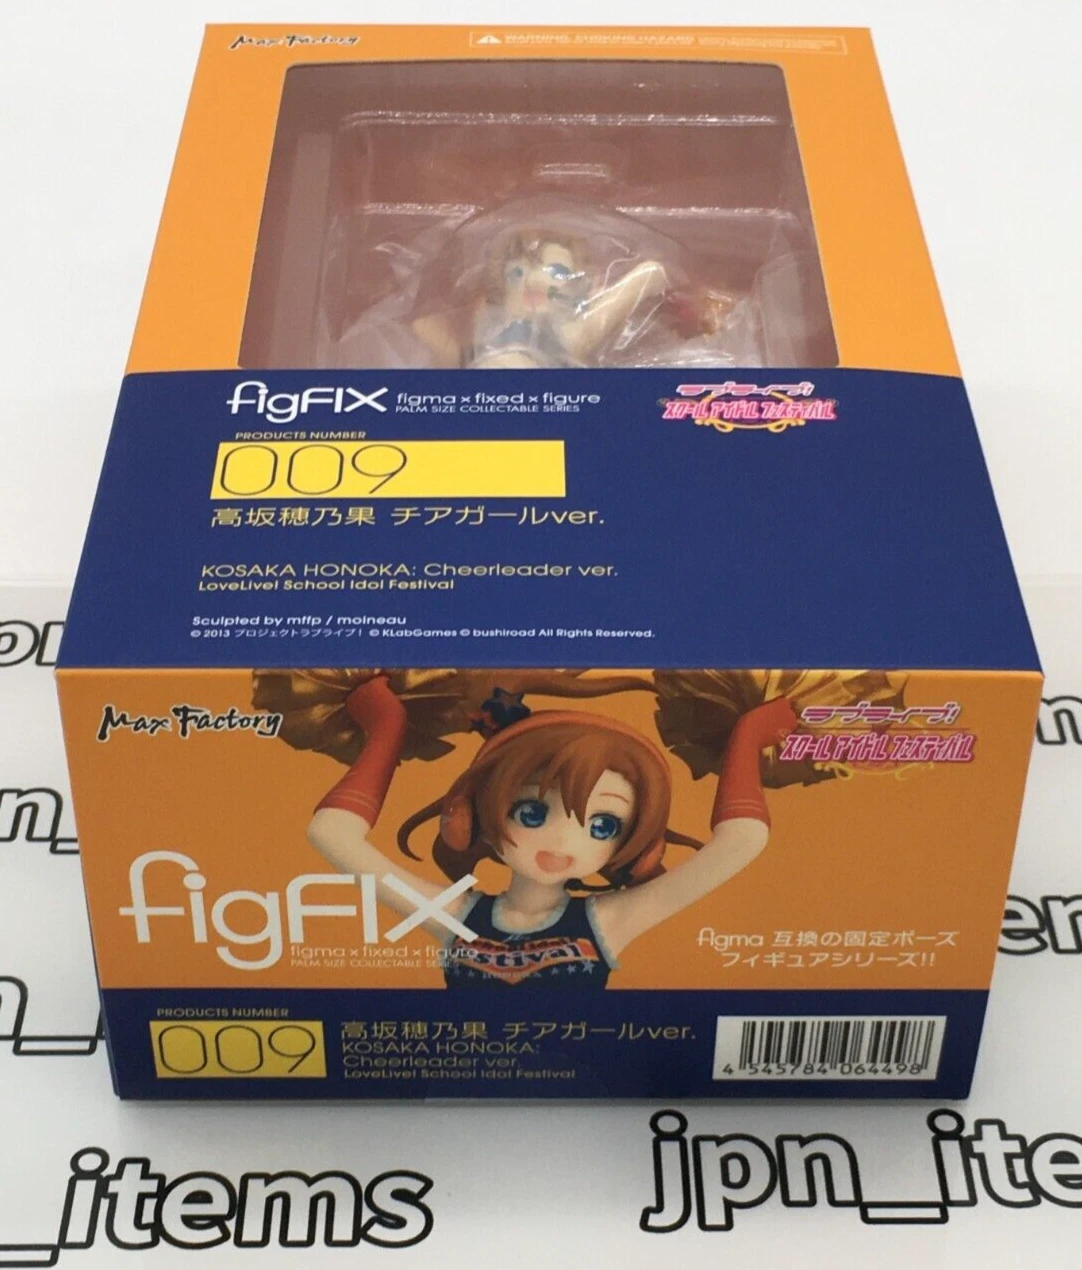 Max Factory
WARNING: CHOKING HAZARD
figFIX figma×fixed×figure
PALM SIZE COLLECTABLE SERIES
ラブライブ!
スクールアイドルフェスティバル
PRODUCTS NUMBER
009
高坂穂乃果 チアガールver.
KOSAKA HONOKA: Cheerleader ver.
LoveLive! School Idol Festival
Sculpted by mffp / moineau
© 2013 プロジェクトラブライブ! © KLabGames © bushiroad All Rights Reserved.
Max Factory
ラブライブ!
スクールアイドルフェスティバル
figFIX
figma×fixed×figure
PALM SIZE COLLECTABLE SERIES
stival
figma 互換の固定ポーズ
フィギュアシリーズ!!
PRODUCTS NUMBER
009
高坂穂乃果 チアガールver.
KOSAKA HONOKA:
Cheerleader ver.
LoveLive! School Idol Festival
4 545784 064498
_items
jpn_ite